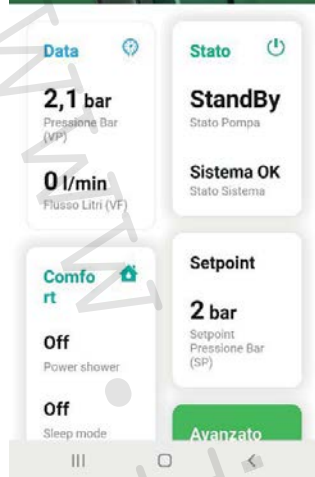 Data
2,1 bar
Pressione Bar
(VP)
0 l/min
Flusso Litri (VF)
Stato
StandBy
Stato Pompa
Sistema OK
Stato Sistema
Comfo
rt
Off
Power shower
Off
Sleep mode
Setpoint
2 bar
Setpoint
Pressione Bar
(SP)
Avanzato